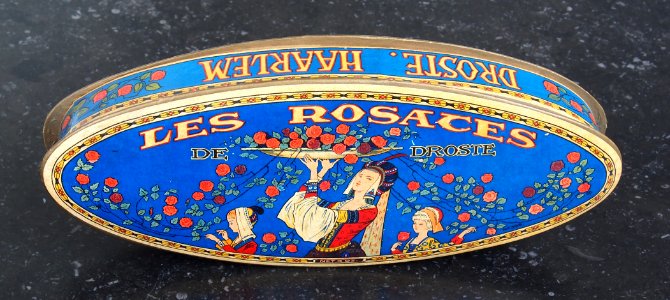 DROSTE. HAARLEM
LES ROSACES
DE DROSTE